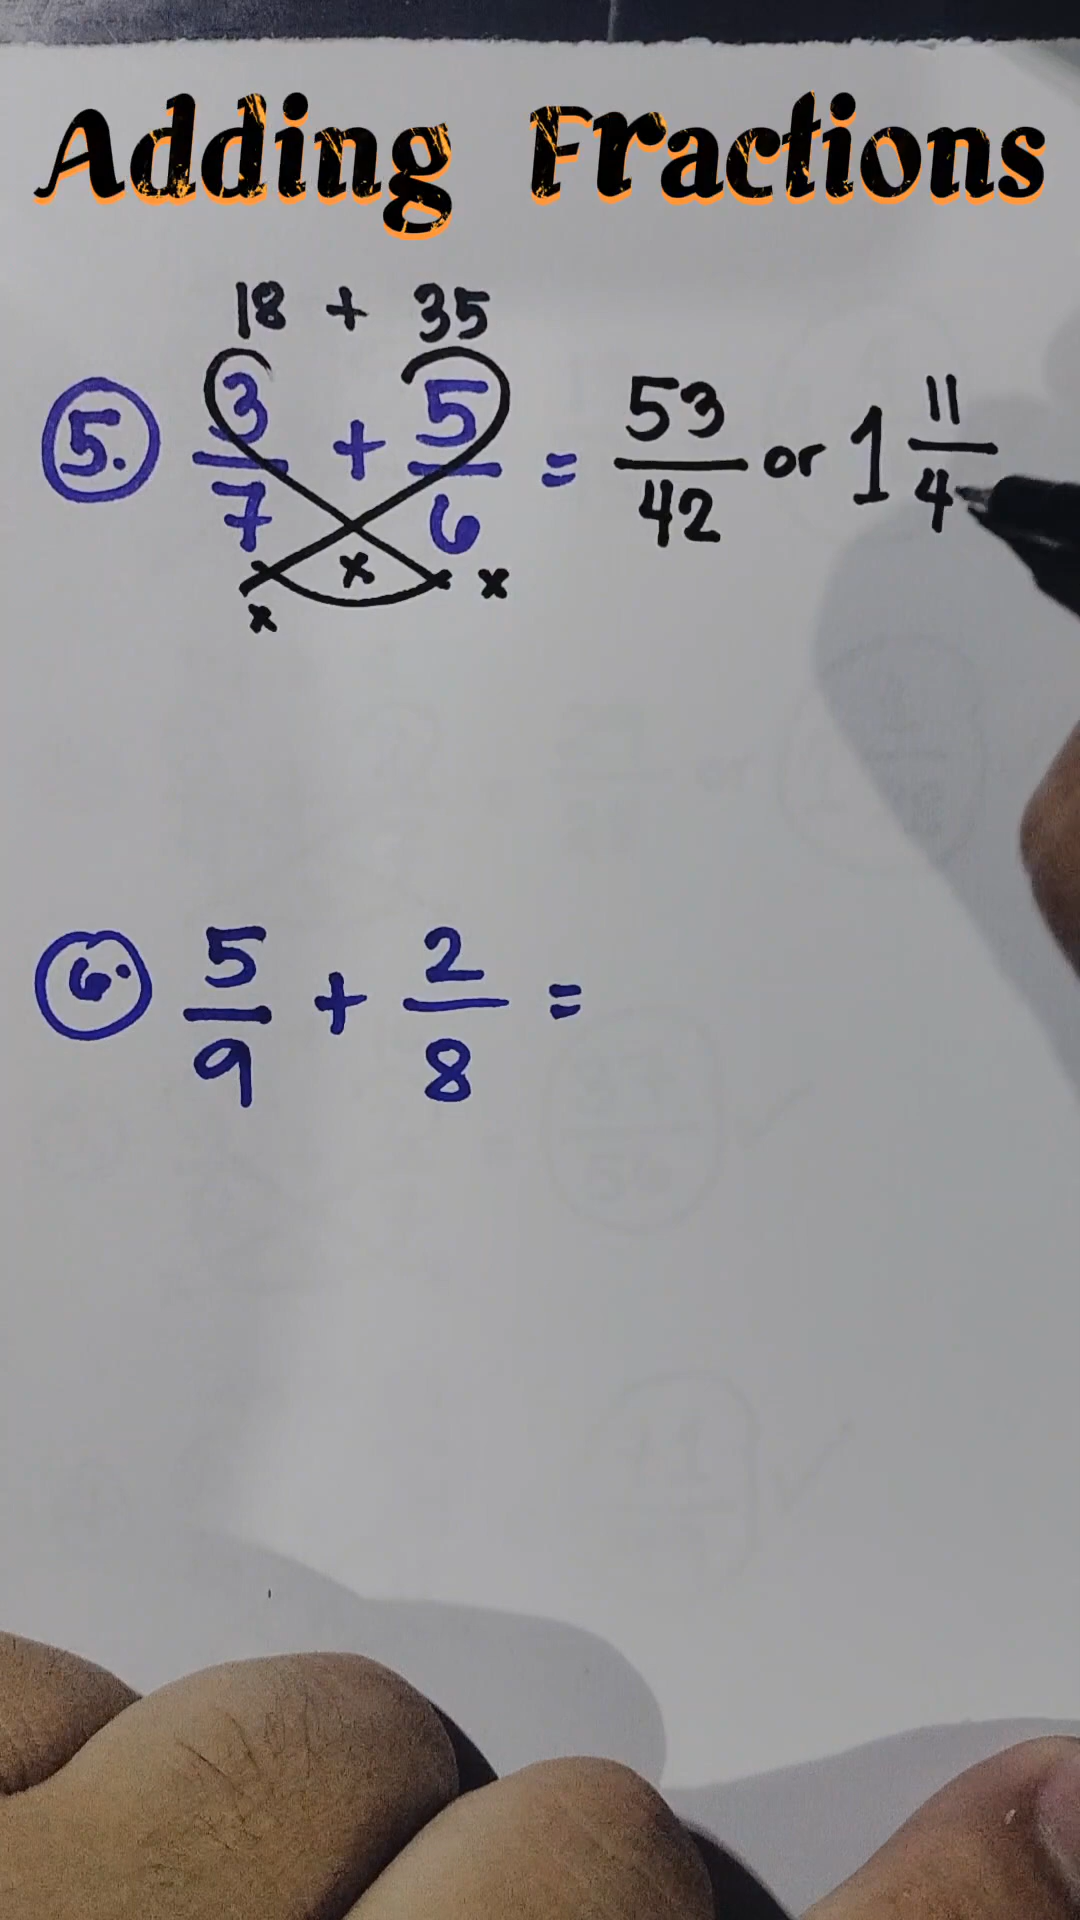 Adding Fractions
18 + 35
5. 3/7 + 5/6 = 53/42 or 1 11/4
x x x
6. 5/9 + 2/8 =